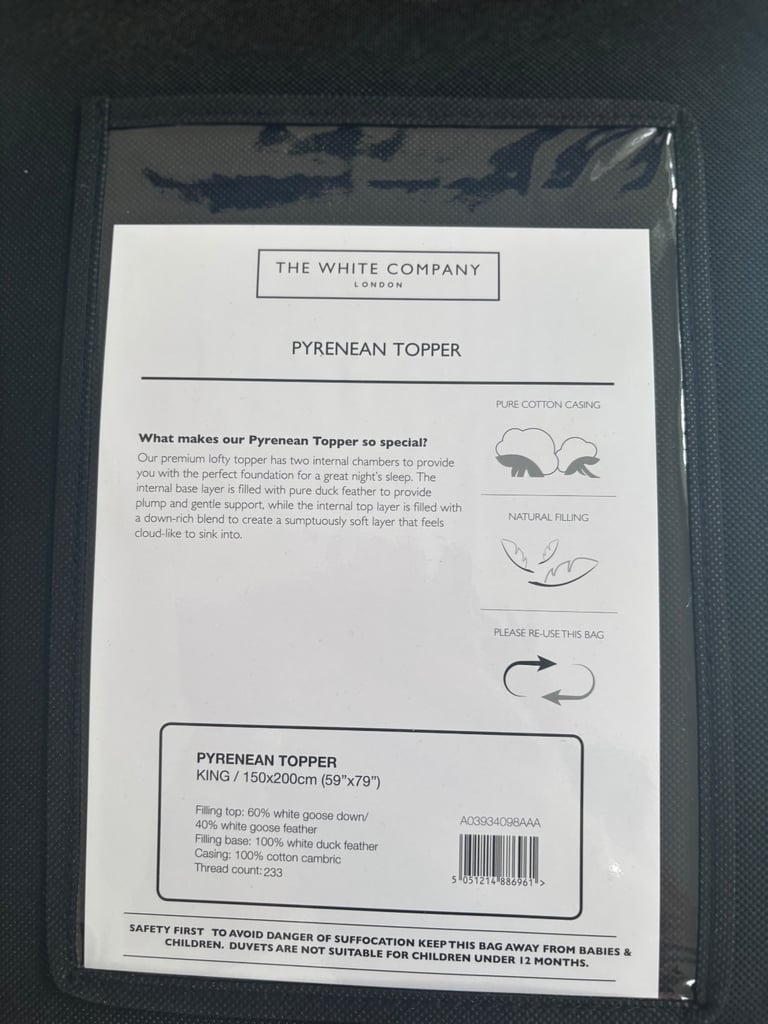 THE WHITE COMPANY
LONDON
PYRENEAN TOPPER
PURE COTTON CASING
What makes our Pyrenean Topper so special?
Our premium lofty topper has two internal chambers to provide
you with the perfect foundation for a great night's sleep. The
internal base layer is filled with pure duck feather to provide
plump and gentle support, while the internal top layer is filled with
a down-rich blend to create a sumptuously soft layer that feels
cloud-like to sink into.
NATURAL FILLING
PLEASE RE-USE THIS BAG
PYRENEAN TOPPER
KING / 150x200cm (59"x79")
Filling top: 60% white goose down/
40% white goose feather
Filling base: 100% white duck feather
Casing: 100% cotton cambric
Thread count: 233
A03934098AAA
5 051214 886961 >
SAFETY FIRST TO AVOID DANGER OF SUFFOCATION KEEP THIS BAG AWAY FROM BABIES &
CHILDREN. DUVETS ARE NOT SUITABLE FOR CHILDREN UNDER 12 MONTHS.